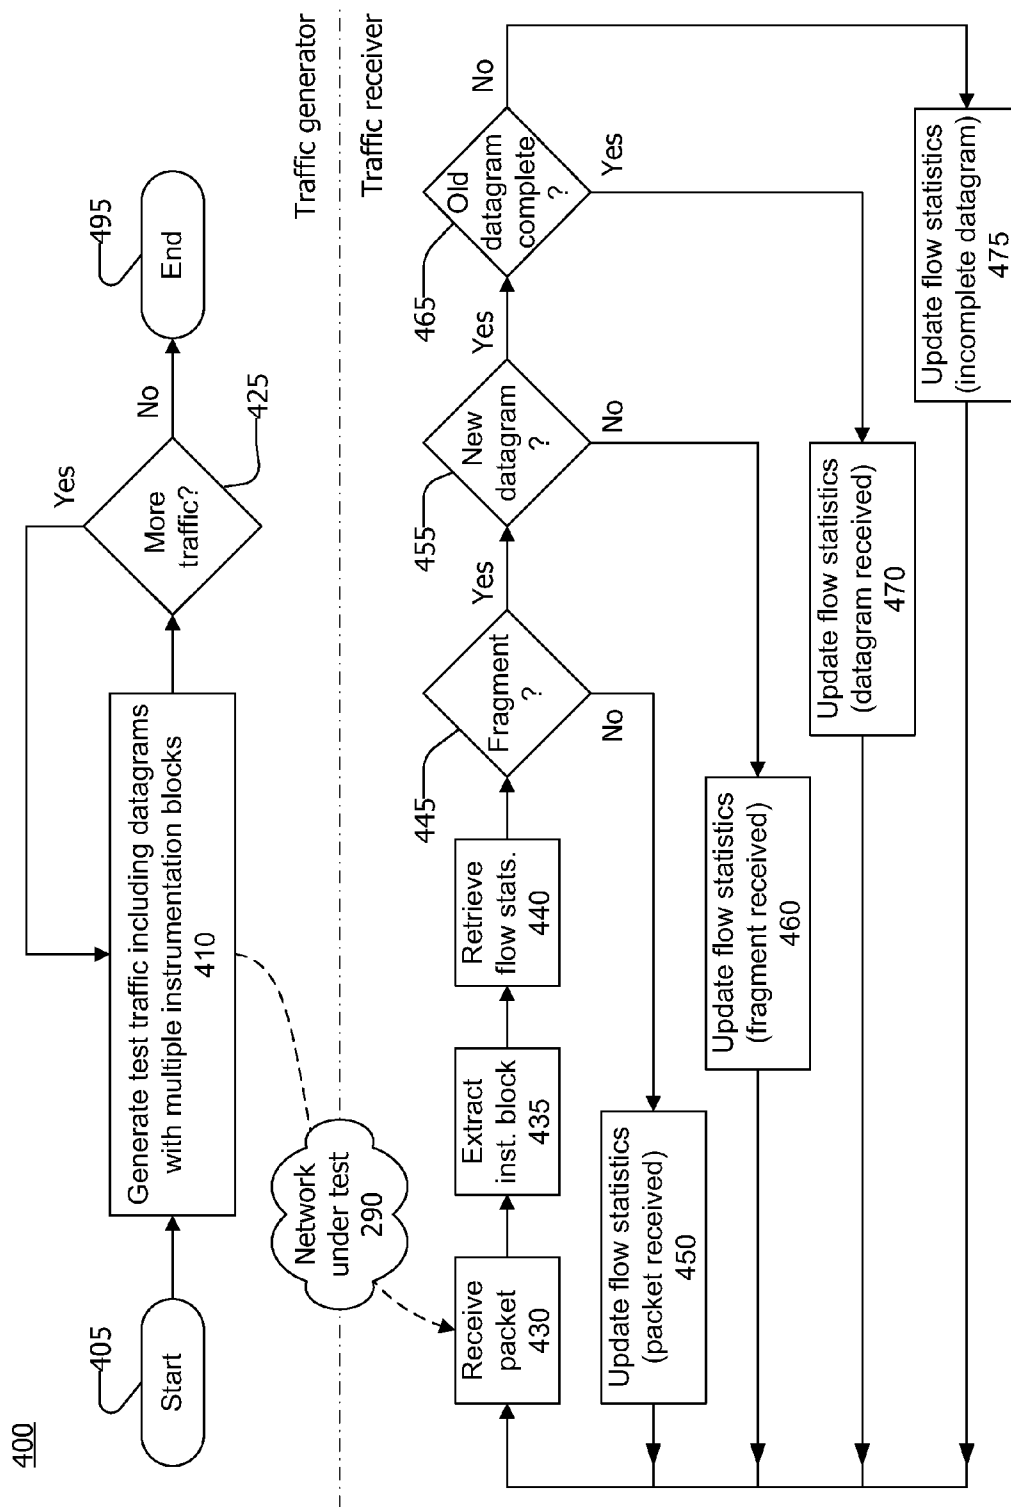 400
405
Start
Generate test traffic including datagrams
with multiple instrumentation blocks
410
Yes
More
traffic?
425
No
495
End
Traffic generator
Traffic receiver
Network
under test
290
Receive
packet
430
Extract
inst. block
435
Retrieve
flow stats.
440
445
Fragment
?
Yes
No
455
New
datagram
?
Yes
No
465
Old
datagram
complete
?
No
Yes
Update flow statistics
(packet received)
450
Update flow statistics
(fragment received)
460
Update flow statistics
(datagram received)
470
Update flow statistics
(incomplete datagram)
475